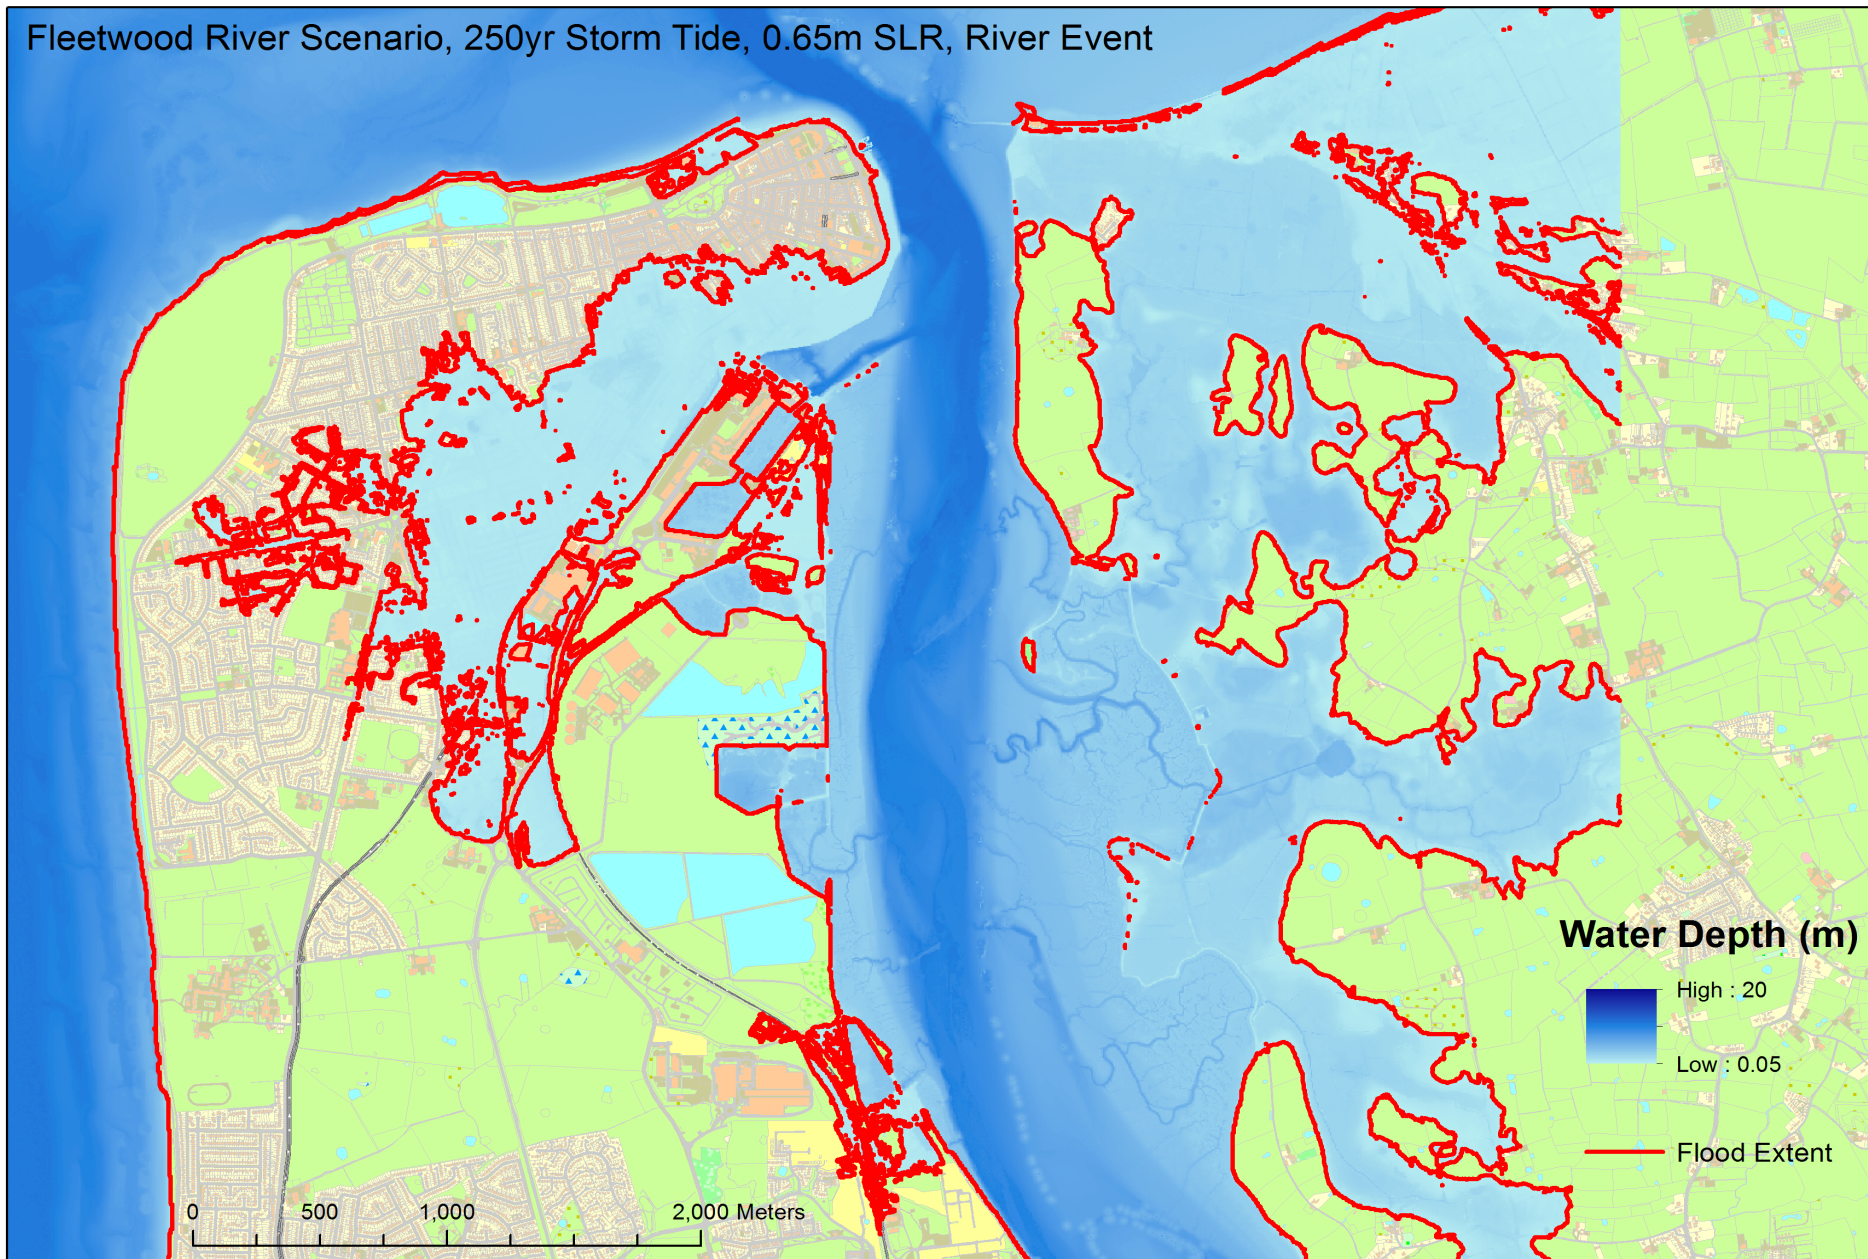 Fleetwood River Scenario, 250yr Storm Tide, 0.65m SLR, River Event
Water Depth (m)
High : 20
Low : 0.05
Flood Extent
0 500 1,000 2,000 Meters